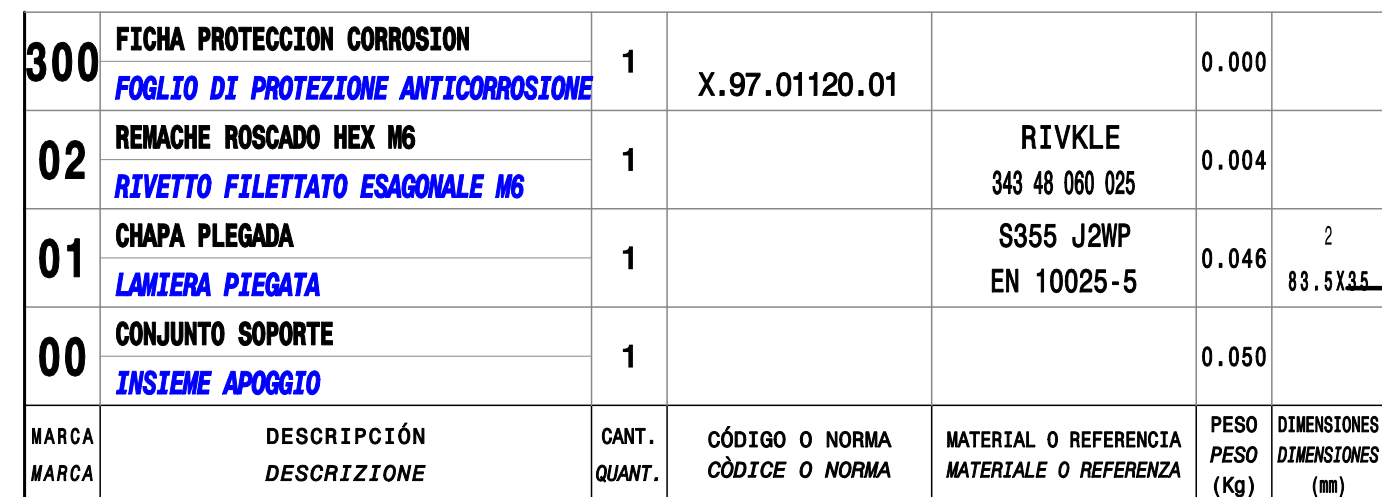 300 FICHA PROTECCION CORROSION 1 0.000
FOGLIO DI PROTEZIONE ANTICORROSIONE X.97.01120.01
02 REMACHE ROSCADO HEX M6 1 RIVKLE 0.004
RIVETTO FILETTATO ESAGONALE M6 343 48 060 025
01 CHAPA PLEGADA 1 S355 J2WP 0.046 2
LAMIERA PIEGATA EN 10025-5 83.5X35
00 CONJUNTO SOPORTE 1 0.050
INSIEME APOGGIO
MARCA DESCRIPCIÓN CANT. CÓDIGO O NORMA MATERIAL O REFERENCIA PESO DIMENSIONES
MARCA DESCRIZIONE QUANT. CÒDICE O NORMA MATERIALE O REFERENZA PESO DIMENSIONES
(Kg) (mm)